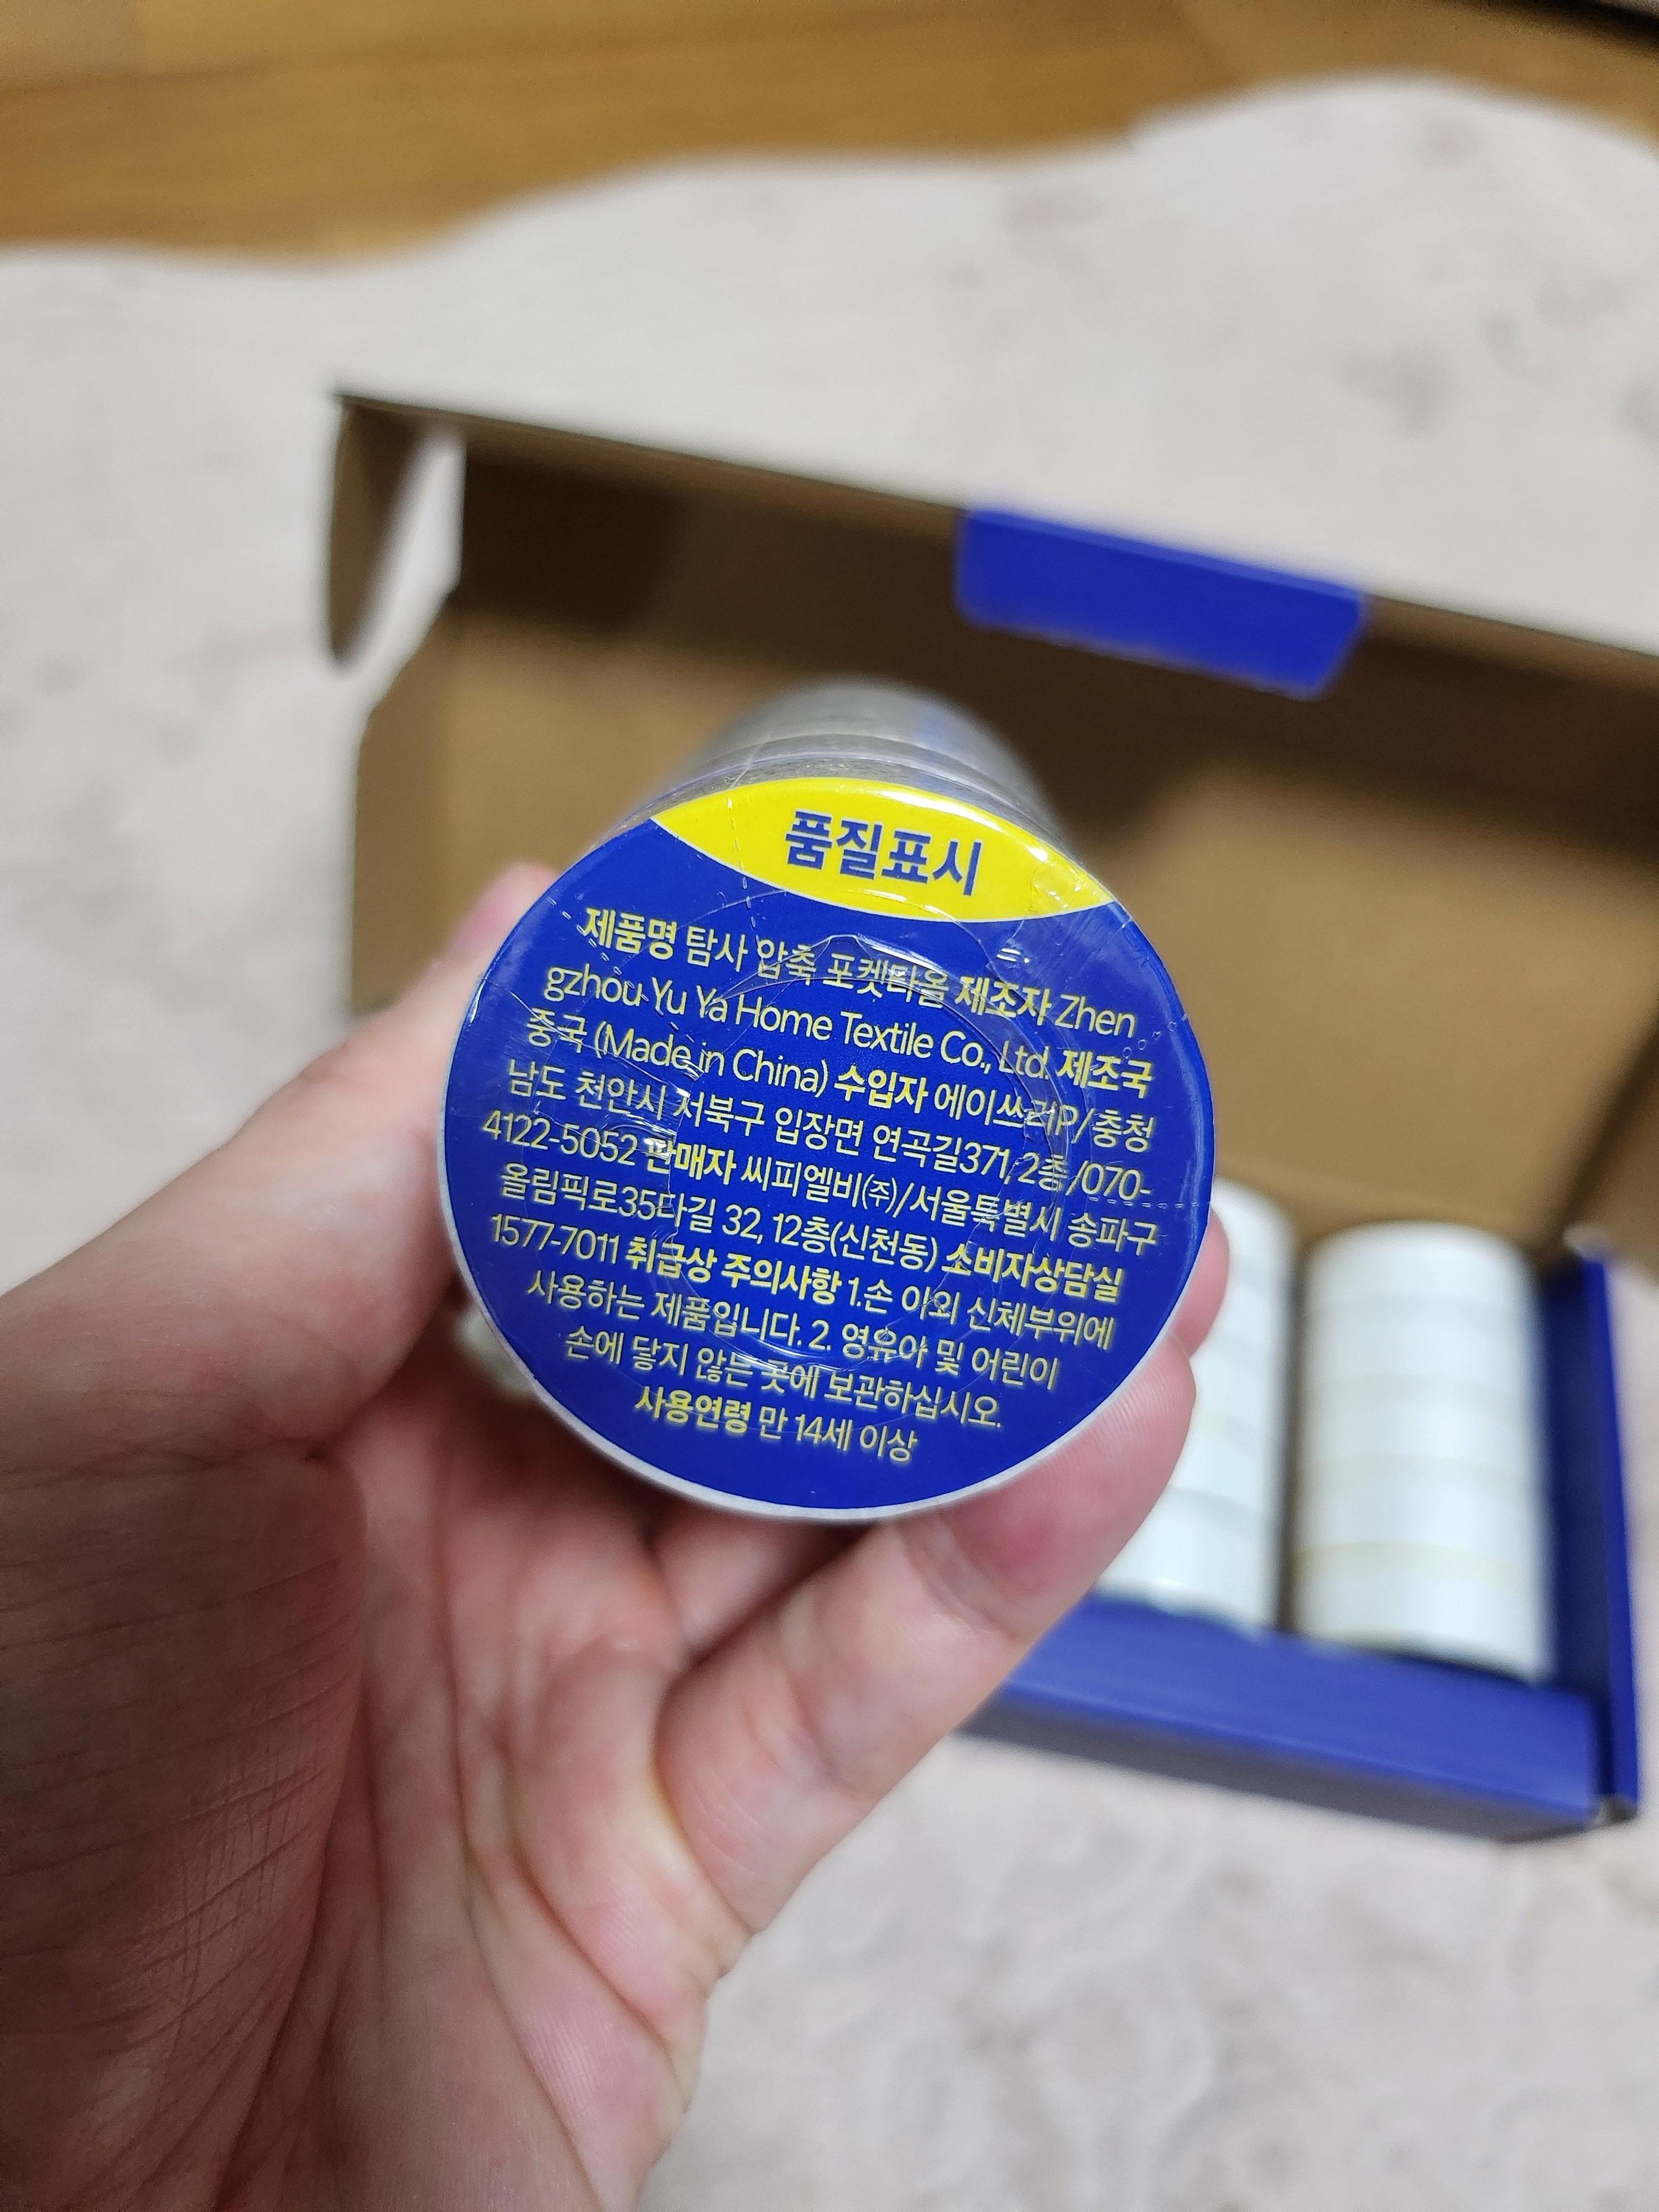 품질표시
제품명 탐사 압축 포켓타올 제조자 Zhen
gzhou Yu Ya Home Textile Co., Ltd. 제조국
중국 (Made in China) 수입자 에이쓰리P/충청
남도 천안시 서북구 입장면 연곡길371, 2층/070-
4122-5052 판매자 씨피엘비(주)/서울특별시 송파구
올림픽로35다길 32, 12층(신천동) 소비자상담실
1577-7011 취급상 주의사항 1.손 이외 신체부위에
사용하는 제품입니다. 2. 영유아 및 어린이
손에 닿지 않는 곳에 보관하십시오.
사용연령 만 14세 이상